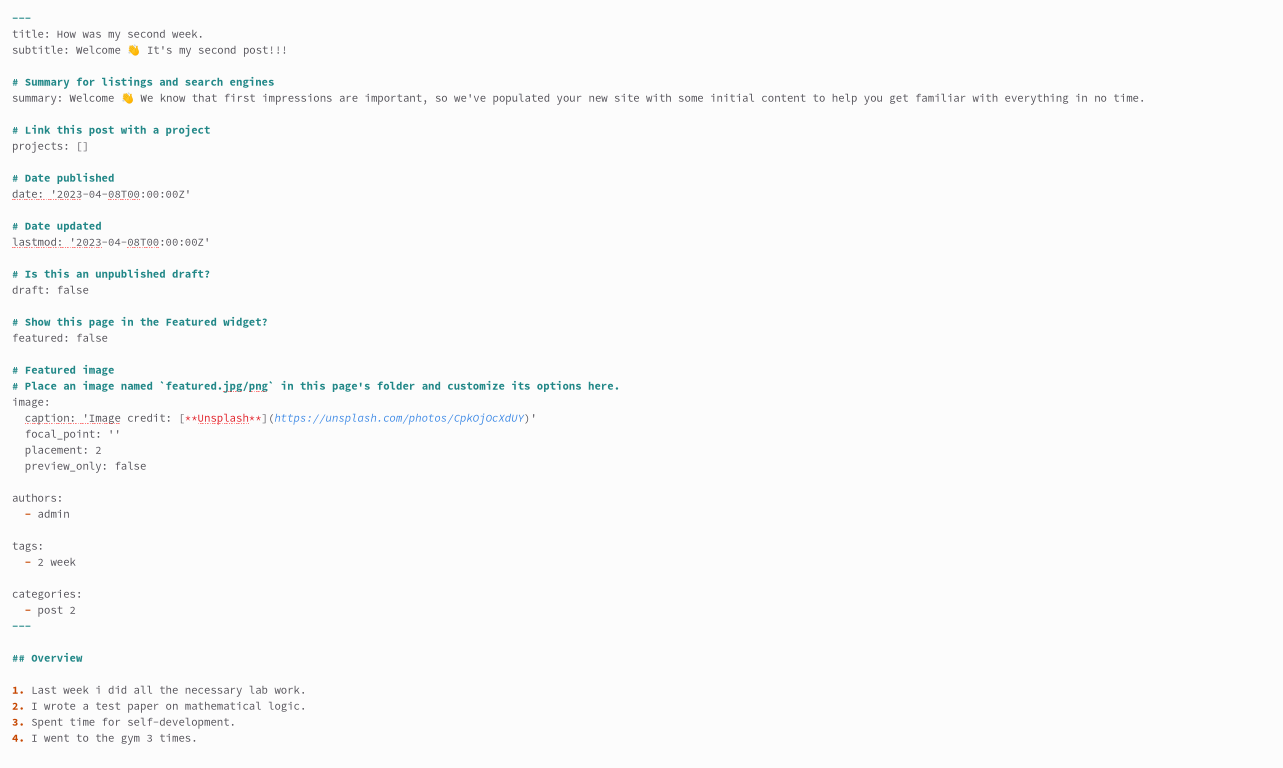 ---
title: How was my second week.
subtitle: Welcome 👋 It's my second post!!!
# Summary for listings and search engines
summary: Welcome 👋 We know that first impressions are important, so we've populated your new site with some initial content to help you get familiar with everything in no time.
# Link this post with a project
projects: []
# Date published
date: '2023-04-08T00:00:00Z'
# Date updated
lastmod: '2023-04-08T00:00:00Z'
# Is this an unpublished draft?
draft: false
# Show this page in the Featured widget?
featured: false
# Featured image
# Place an image named `featured.jpg/png` in this page's folder and customize its options here.
image:
  caption: 'Image credit: [**Unsplash**](https://unsplash.com/photos/CpkOjOcXdUY)'
  focal_point: ''
  placement: 2
  preview_only: false
authors:
  - admin
tags:
  - 2 week
categories:
  - post 2
---
## Overview
1. Last week i did all the necessary lab work.
2. I wrote a test paper on mathematical logic.
3. Spent time for self-development.
4. I went to the gym 3 times.